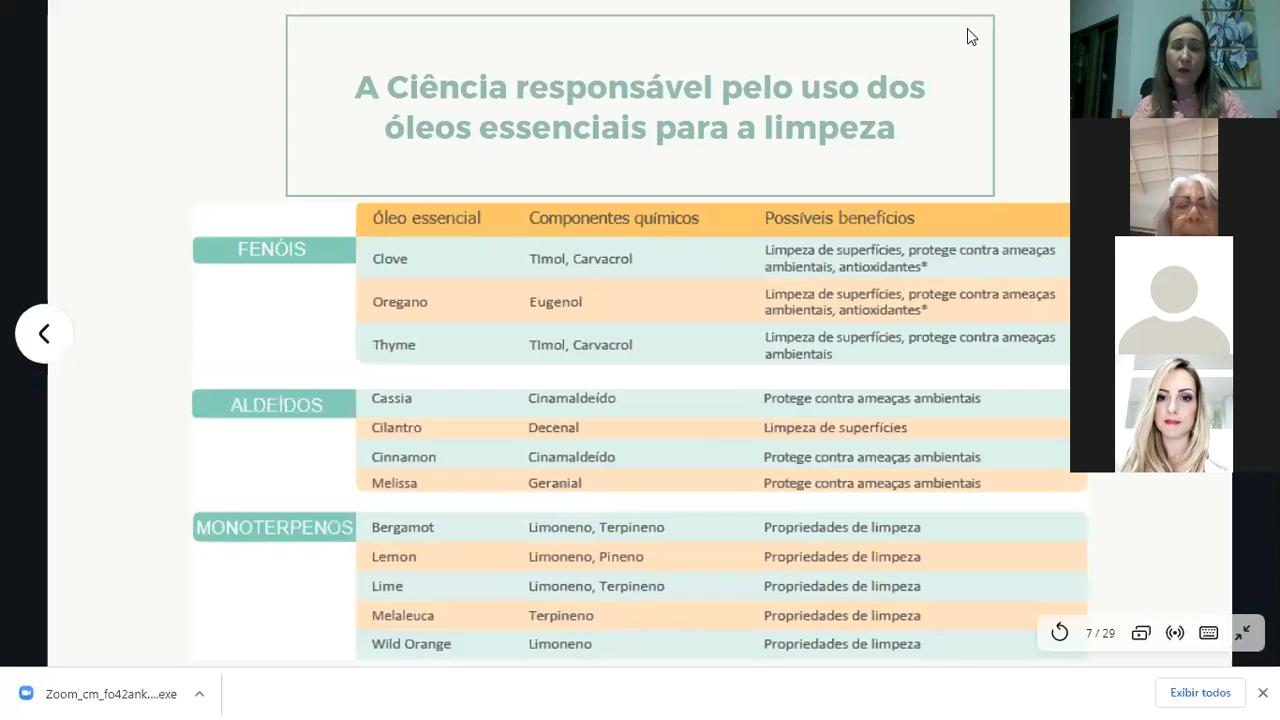 A Ciência responsável pelo uso dos
óleos essenciais para a limpeza
Óleo essencial Componentes químicos Possíveis benefícios
FENÓIS
Clove TImol, Carvacrol Limpeza de superfícies, protege contra ameaças
ambientais, antioxidantes*
Oregano Eugenol Limpeza de superfícies, protege contra ameaças
ambientais, antioxidantes*
Thyme TImol, Carvacrol Limpeza de superfícies, protege contra ameaças
ambientais
ALDEÍDOS
Cassia Cinamaldeído Protege contra ameaças ambientais
Cilantro Decenal Limpeza de superfícies
Cinnamon Cinamaldeído Protege contra ameaças ambientais
Melissa Geranial Protege contra ameaças ambientais
MONOTERPENOS
Bergamot Limoneno, Terpineno Propriedades de limpeza
Lemon Limoneno, Pineno Propriedades de limpeza
Lime Limoneno, Terpineno Propriedades de limpeza
Melaleuca Terpineno Propriedades de limpeza
Wild Orange Limoneno Propriedades de limpeza
7 / 29
Zoom_cm_fo42ank....exe
Exibir todos